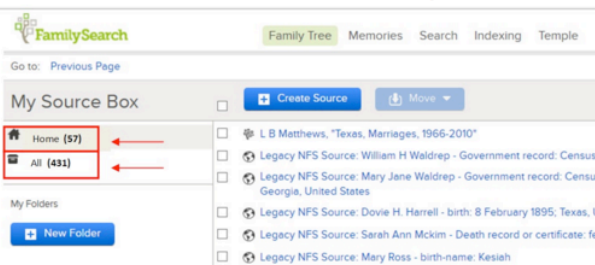 FamilySearch
Family Tree Memories Search Indexing Temple
Go to: Previous Page
My Source Box
Create Source Move
Home (57)
All (431)
My Folders
New Folder
L B Matthews, "Texas, Marriages, 1966-2010"
Legacy NFS Source: William H Waldrep - Government record: Census
Legacy NFS Source: Mary Jane Waldrep - Government record: Censu
Georgia, United States
Legacy NFS Source: Dovie H. Harrell - birth: 8 February 1895; Texas,
Legacy NFS Source: Sarah Ann Mckim - Death record or certificate: fe
Legacy NFS Source: Mary Ross - birth-name: Kesiah